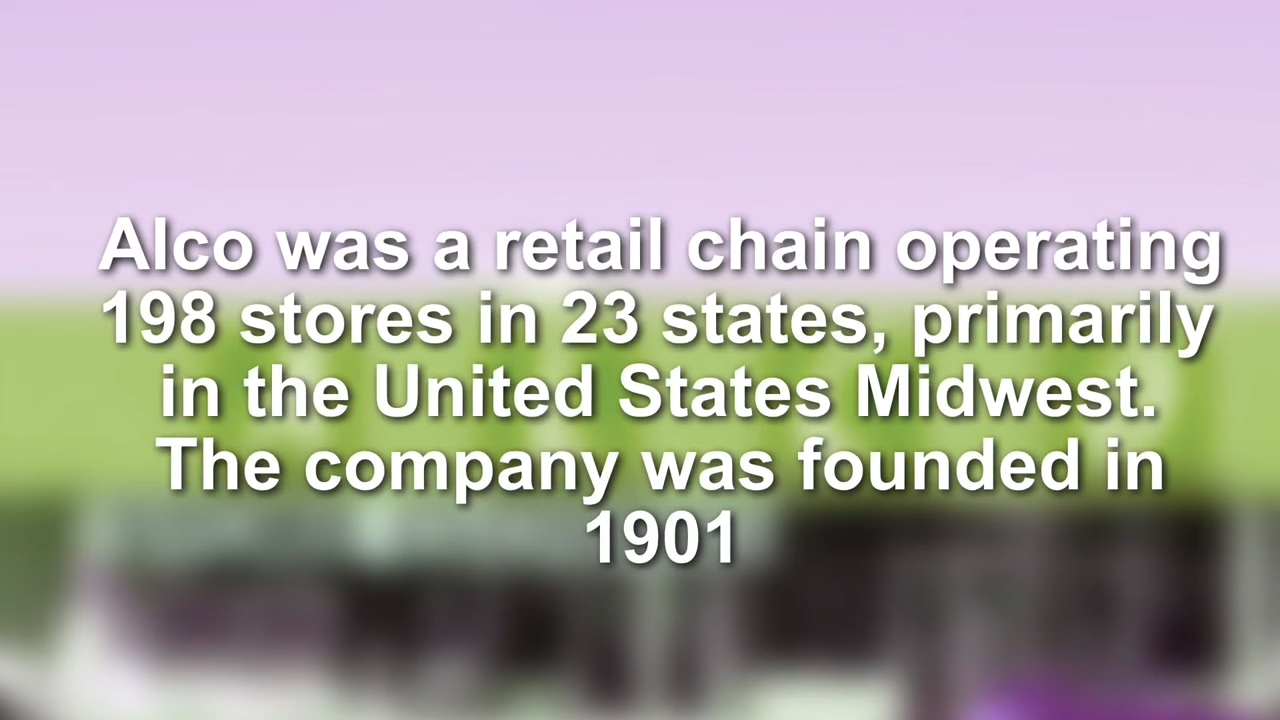 Alco was a retail chain operating
198 stores in 23 states, primarily
in the United States Midwest.
The company was founded in
1901